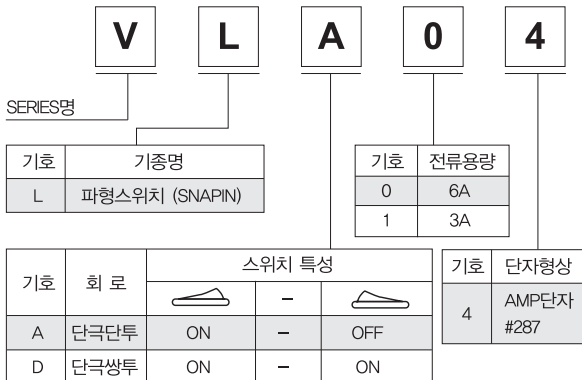 V L A 0 4
SERIES명
기호 기종명
L 파형스위치 (SNAPIN)
기호 전류용량
0 6A
1 3A
기호 회 로 스위치 특성
–
A 단극단투 ON – OFF
D 단극쌍투 ON – ON
기호 단자형상
4 AMP단자
#287